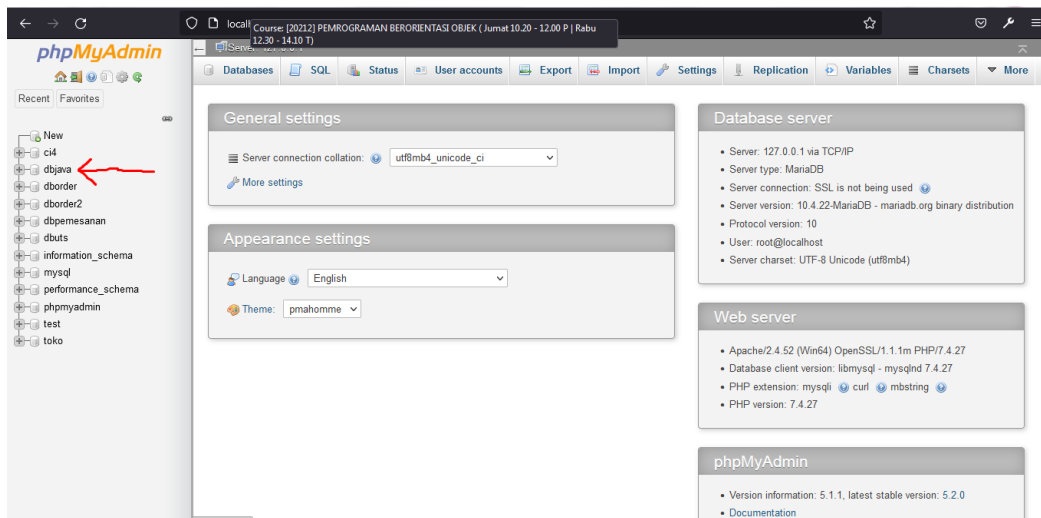 locall
Course: [20212] PEMROGRAMAN BERORIENTASI OBJEK ( Jumat 10.20 - 12.00 P | Rabu
12.30 - 14.10 T)
phpMyAdmin
Recent Favorites
New
ci4
dbjava
dborder
dborder2
dbpemesanan
dbuts
information_schema
mysql
performance_schema
phpmyadmin
test
toko
Databases SQL Status User accounts Export Import Settings Replication Variables Charsets More
General settings
Server connection collation: utf8mb4_unicode_ci
More settings
Appearance settings
Language English
Theme: pmahomme
Database server
• Server: 127.0.0.1 via TCP/IP
• Server type: MariaDB
• Server connection: SSL is not being used
• Server version: 10.4.22-MariaDB - mariadb.org binary distribution
• Protocol version: 10
• User: root@localhost
• Server charset: UTF-8 Unicode (utf8mb4)
Web server
• Apache/2.4.52 (Win64) OpenSSL/1.1.1m PHP/7.4.27
• Database client version: libmysql - mysqlnd 7.4.27
• PHP extension: mysqli curl mbstring
• PHP version: 7.4.27
phpMyAdmin
• Version information: 5.1.1, latest stable version: 5.2.0
• Documentation